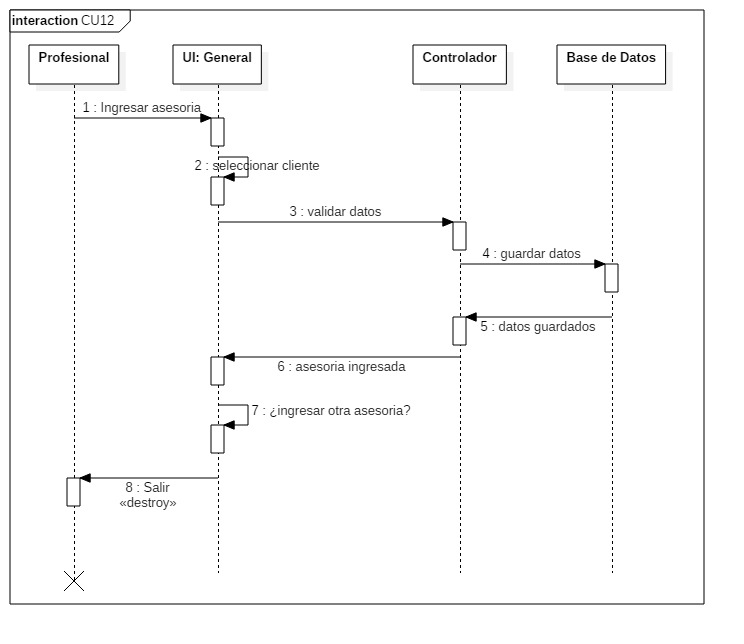 interaction CU12
Profesional
UI: General
Controlador
Base de Datos
1 : Ingresar asesoria
2 : seleccionar cliente
3 : validar datos
4 : guardar datos
5 : datos guardados
6 : asesoria ingresada
7 : ¿ingresar otra asesoria?
8 : Salir
«destroy»